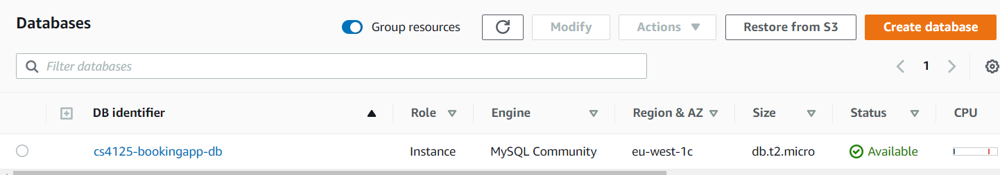 Databases
Group resources
Modify
Actions
Restore from S3
Create database
Filter databases
1
DB identifier
Role
Engine
Region & AZ
Size
Status
CPU
cs4125-bookingapp-db
Instance
MySQL Community
eu-west-1c
db.t2.micro
Available